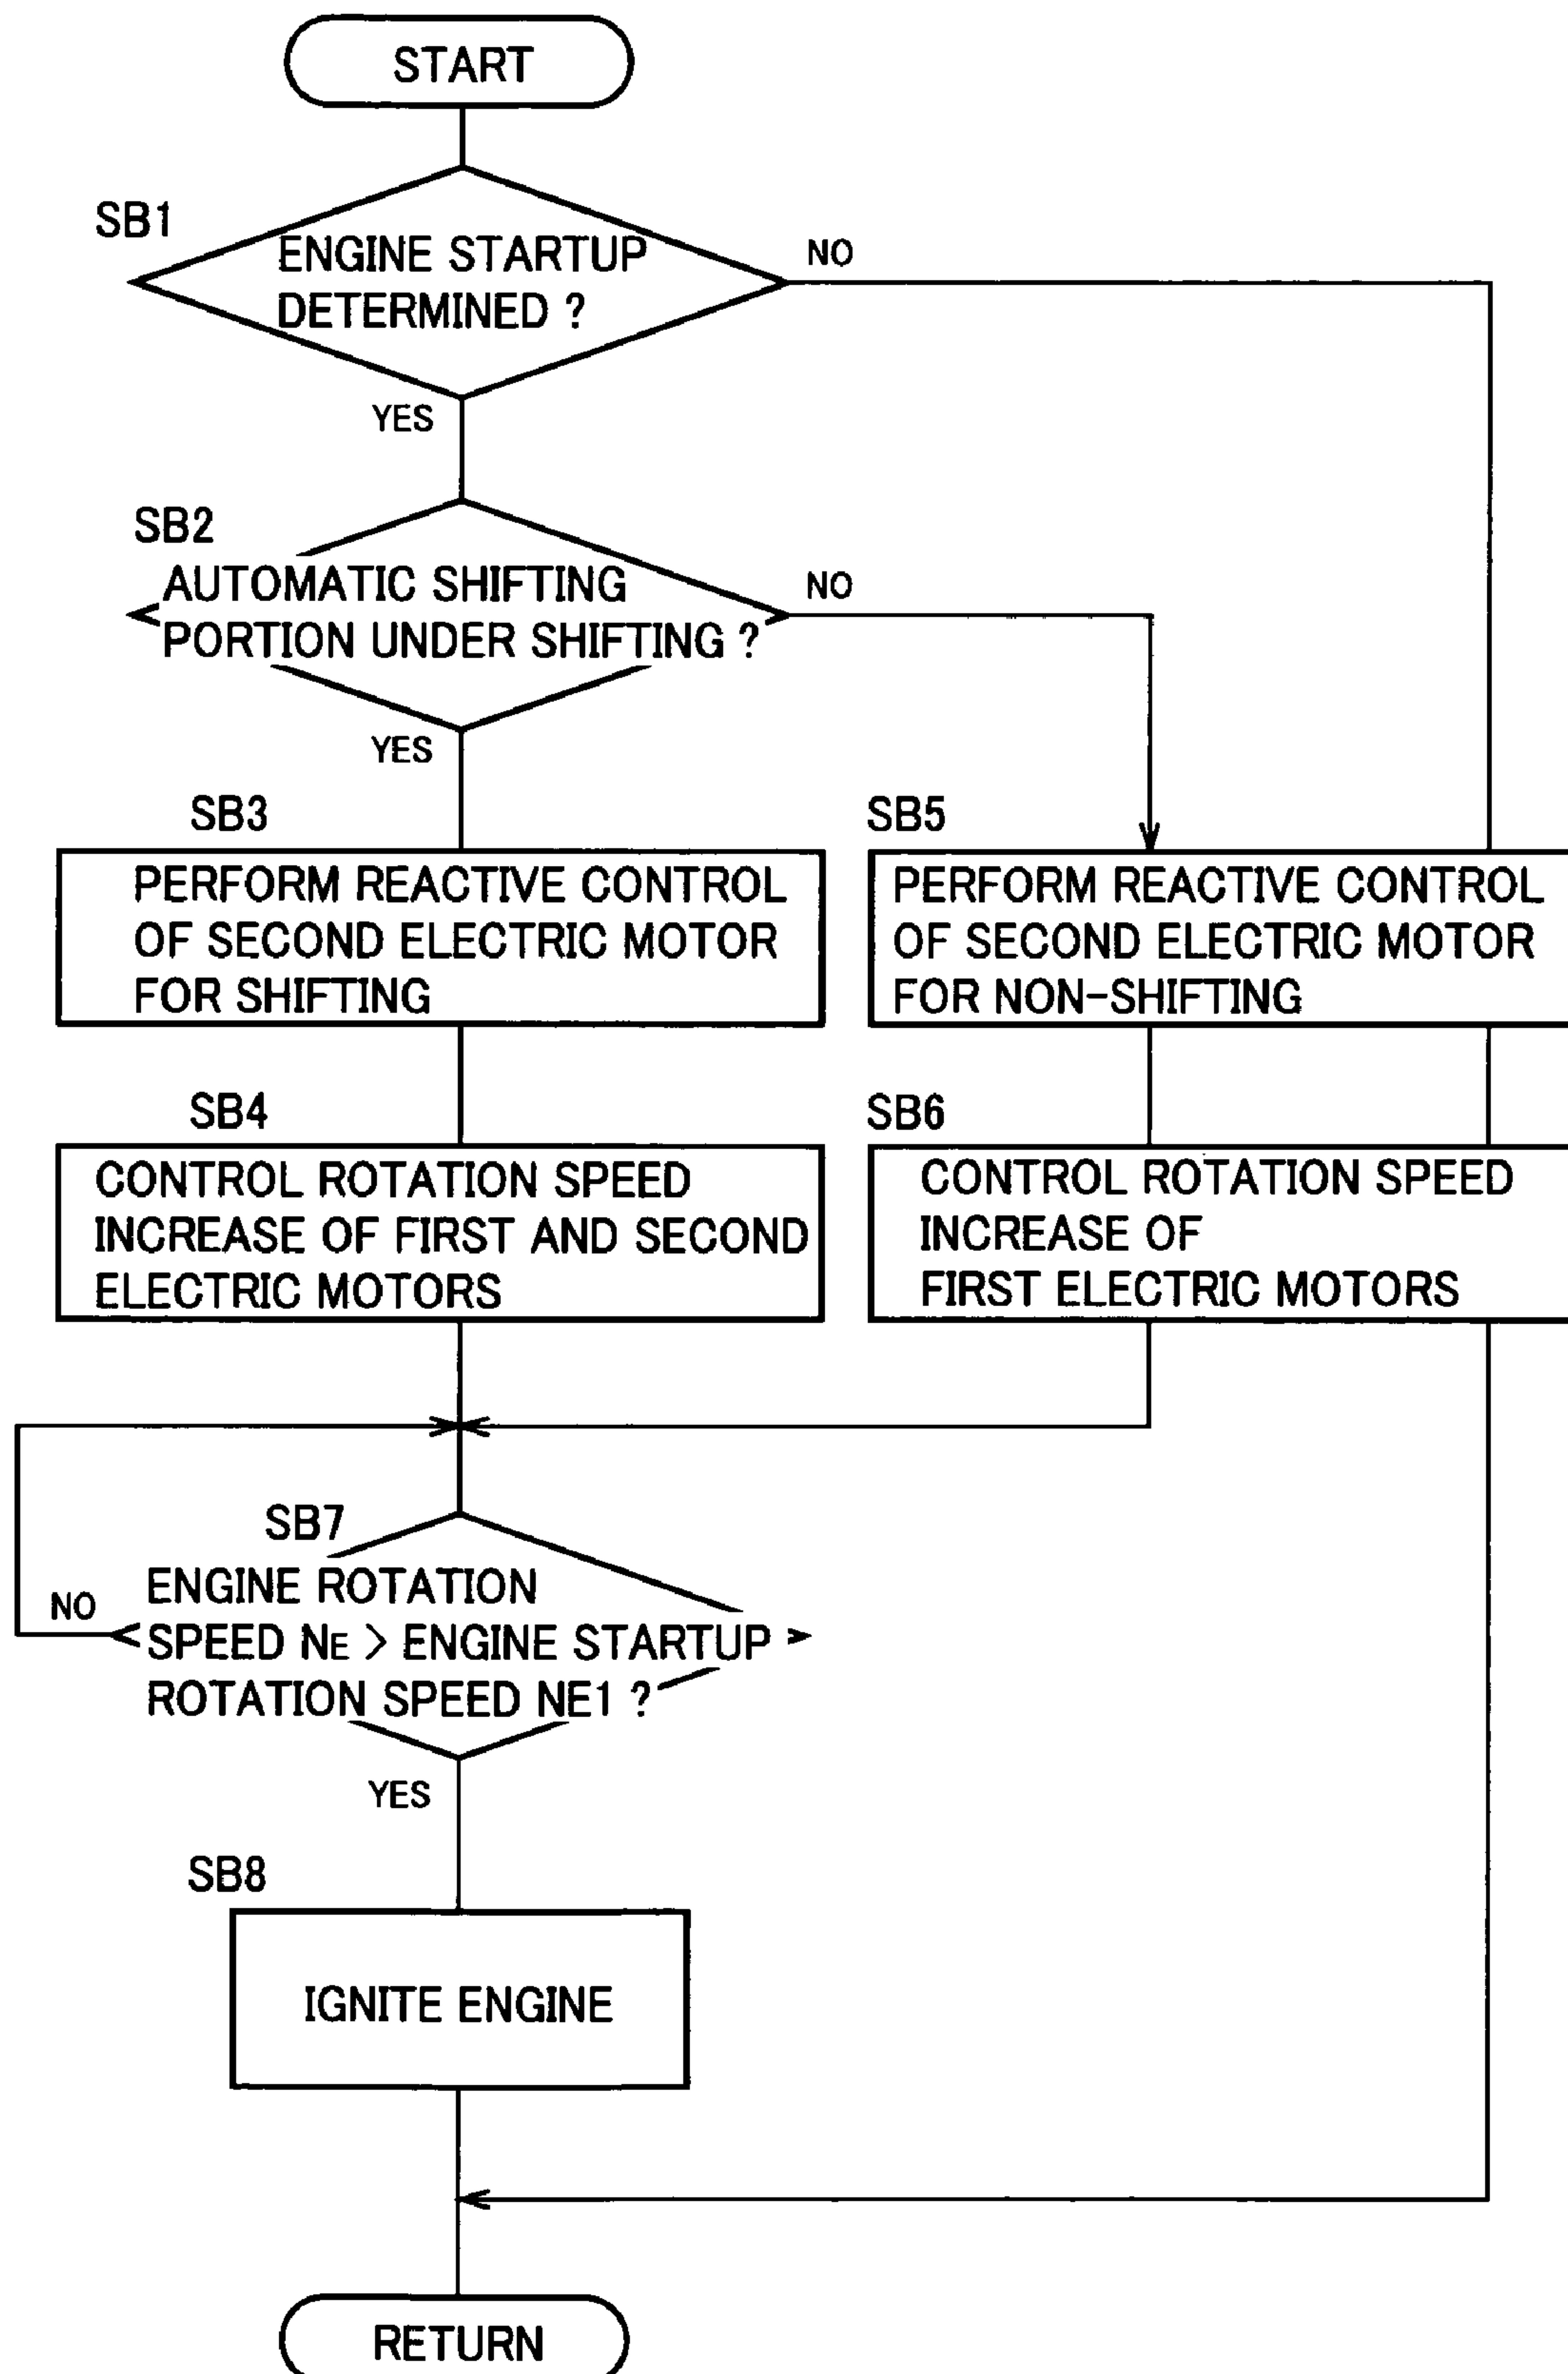 START
SB1
ENGINE STARTUP
DETERMINED ?
NO
YES
SB2
AUTOMATIC SHIFTING
PORTION UNDER SHIFTING ?
NO
YES
SB3
PERFORM REACTIVE CONTROL
OF SECOND ELECTRIC MOTOR
FOR SHIFTING
SB5
PERFORM REACTIVE CONTROL
OF SECOND ELECTRIC MOTOR
FOR NON-SHIFTING
SB4
CONTROL ROTATION SPEED
INCREASE OF FIRST AND SECOND
ELECTRIC MOTORS
SB6
CONTROL ROTATION SPEED
INCREASE OF
FIRST ELECTRIC MOTORS
SB7
ENGINE ROTATION
SPEED NE > ENGINE STARTUP
ROTATION SPEED NE1 ?
NO
YES
SB8
IGNITE ENGINE
RETURN